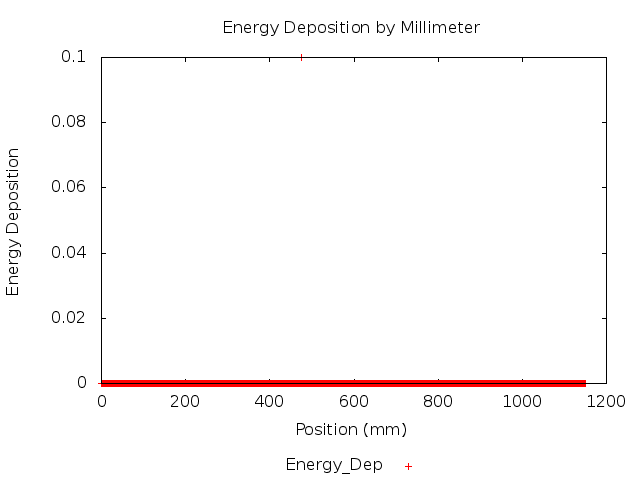 Energy Deposition by Millimeter
0.1
0.08
0.06
0.04
0.02
0
Energy Deposition
0 200 400 600 800 1000 1200
Position (mm)
Energy_Dep